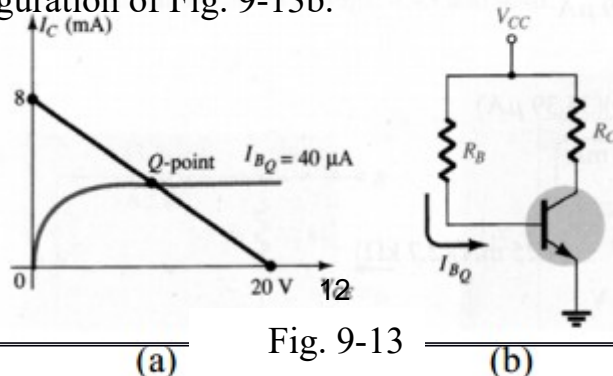 guration of Fig. 9-13b.
I_C (mA)
8
Q-point
I_BQ = 40 µA
0
20 V
12
V_CC
R_B
R_C
I_BQ
Fig. 9-13
(a)
(b)